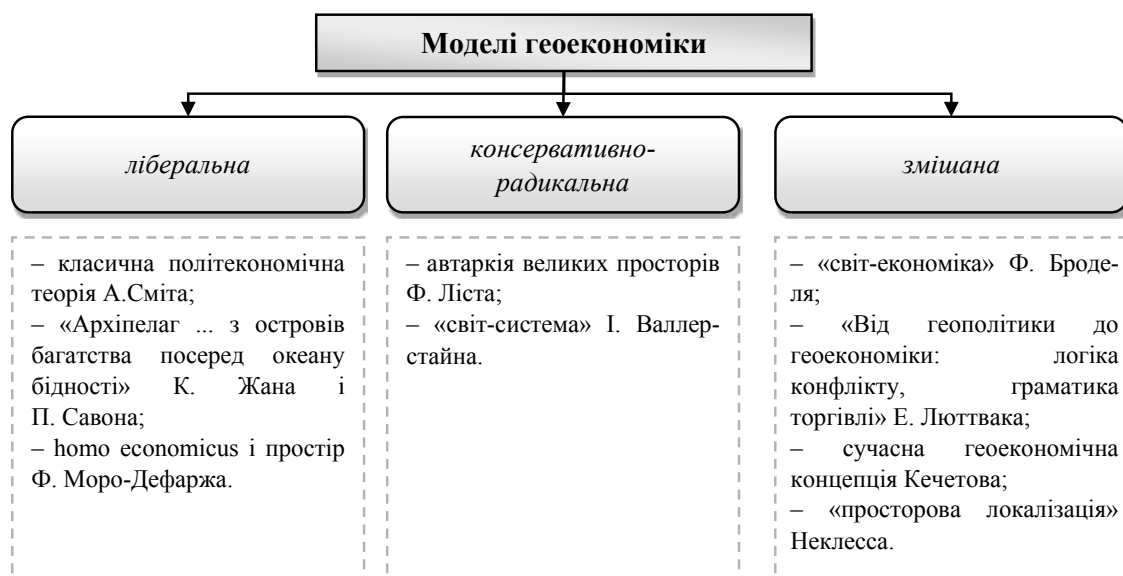 Моделі геоекономіки
ліберальна
консервативно-
радикальна
змішана
– класична політекономічна
теорія А.Сміта;
– «Архіпелаг ... з островів
багатства посеред океану
бідності» К. Жана і
П. Савона;
– homo economicus і простір
Ф. Моро-Дефаржа.
– автаркія великих просторів
Ф. Ліста;
– «світ-система» І. Валлер-
стайна.
– «світ-економіка» Ф. Броде-
ля;
– «Від геополітики до
геоекономіки: логіка
конфлікту, граматика
торгівлі» Е. Люттвака;
– сучасна геоекономічна
концепція Кечетова;
– «просторова локалізація»
Неклесса.